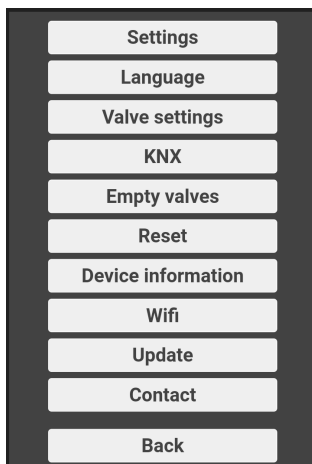 Settings
Language
Valve settings
KNX
Empty valves
Reset
Device information
Wifi
Update
Contact
Back